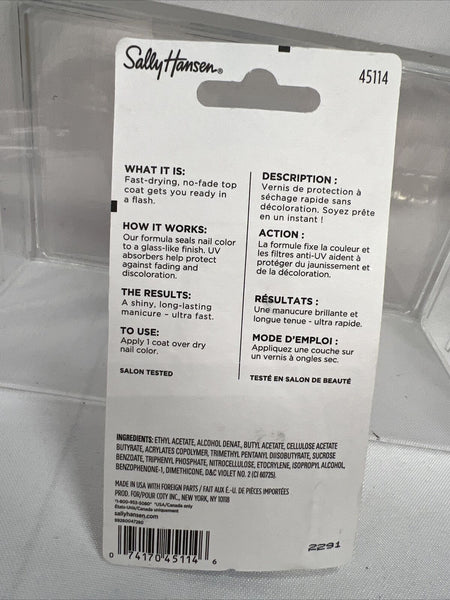 Sally Hansen®
45114
WHAT IT IS:
Fast-drying, no-fade top
coat gets you ready in
a flash.
HOW IT WORKS:
Our formula seals nail color
to a glass-like finish. UV
absorbers help protect
against fading and
discoloration.
THE RESULTS:
A shiny, long-lasting
manicure – ultra fast.
TO USE:
Apply 1 coat over dry
nail color.
SALON TESTED
DESCRIPTION :
Vernis de protection à
séchage rapide sans
décoloration. Soyez prête
en un instant !
ACTION :
La formule fixe la couleur et
les filtres anti-UV aident à
protéger du jaunissement et
de la décoloration.
RÉSULTATS :
Une manucure brillante et
longue tenue - ultra rapide.
MODE D'EMPLOI :
Appliquez une couche sur
un vernis à ongles sec.
TESTÉ EN SALON DE BEAUTÉ
INGREDIENTS: ETHYL ACETATE, ALCOHOL DENAT., BUTYL ACETATE, CELLULOSE ACETATE
BUTYRATE, ACRYLATES COPOLYMER, TRIMETHYL PENTANYL DIISOBUTYRATE, SUCROSE
BENZOATE, TRIPHENYL PHOSPHATE, NITROCELLULOSE, ETOCRYLENE, ISOPROPYL ALCOHOL,
BENZOPHENONE-1, DIMETHICONE, D&C VIOLET NO. 2 (CI 60725).
MADE IN USA WITH FOREIGN PARTS / FAIT AUX É.-U. DE PIÈCES IMPORTÉES
PROD. FOR/POUR COTY INC., NEW YORK, NY 10118
*USA/Canada only
États-Unis/Canada uniquement
sallyhansen.com
0 74170 45114 6
2291